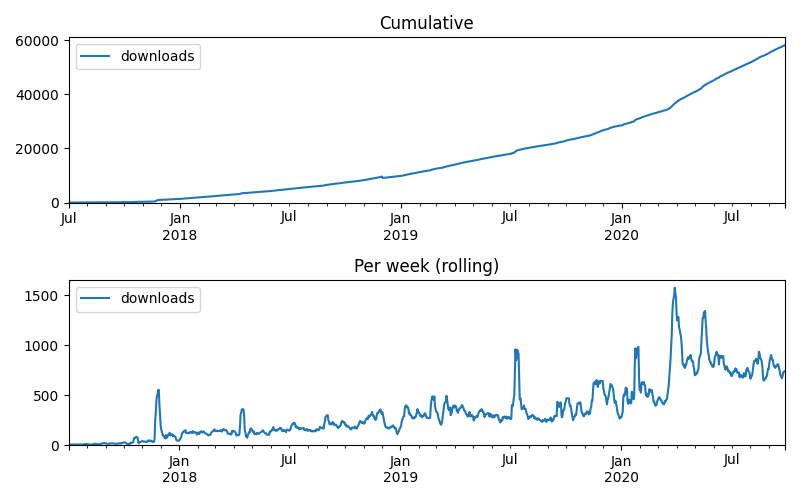 Cumulative
60000
40000
20000
0
downloads
Jul
Jan
2018
Jul
Jan
2019
Jul
Jan
2020
Jul
Per week (rolling)
1500
1000
500
0
downloads
Jan
2018
Jul
Jan
2019
Jul
Jan
2020
Jul